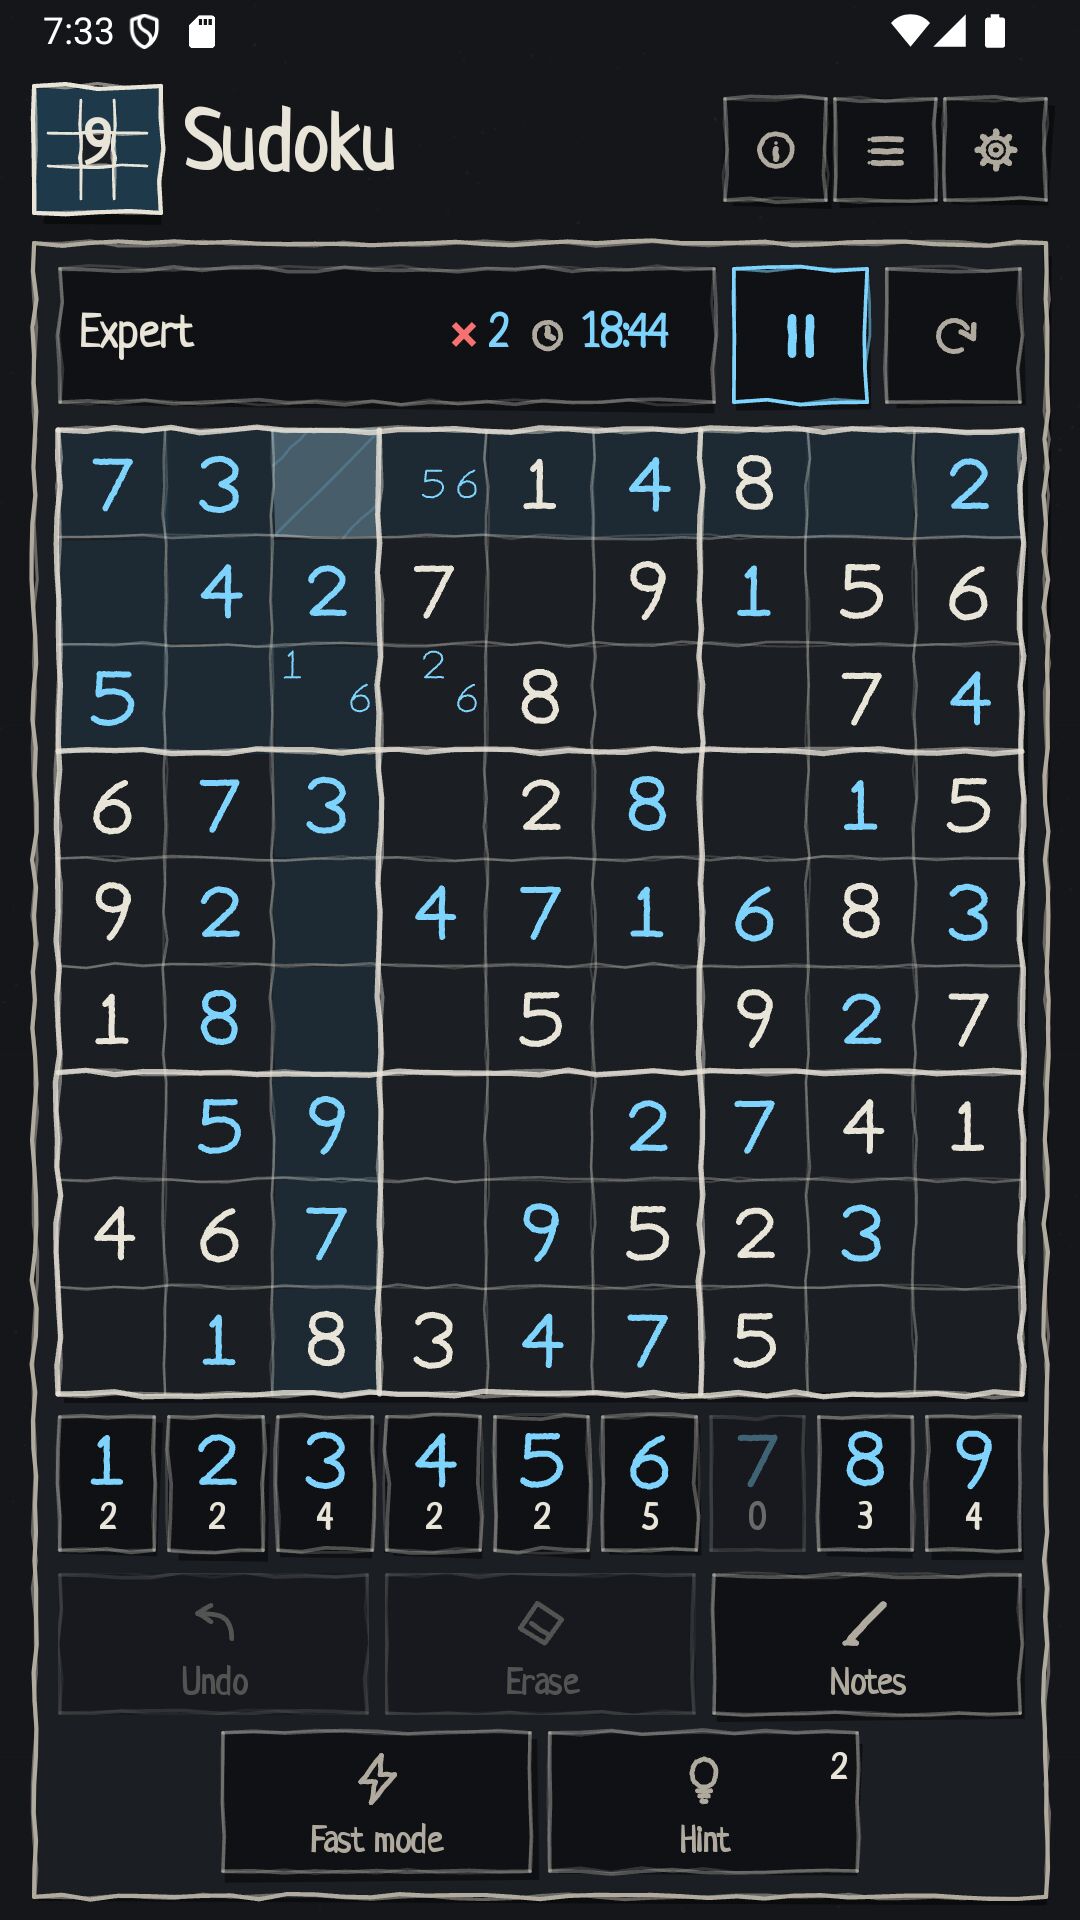 7:33
9 Sudoku
Expert 2 18:44
7 3 5 6 1 4 8 2
4 2 7 9 1 5 6
5 1 6 2 6 8 7 4
6 7 3 2 8 1 5
9 2 4 7 1 6 8 3
1 8 5 9 2 7
5 9 2 7 4 1
4 6 7 9 5 2 3
1 8 3 4 7 5
1 2 3 4 5 6 7 8 9
2 2 4 2 2 5 0 3 4
Undo Erase Notes
2
Fast mode Hint